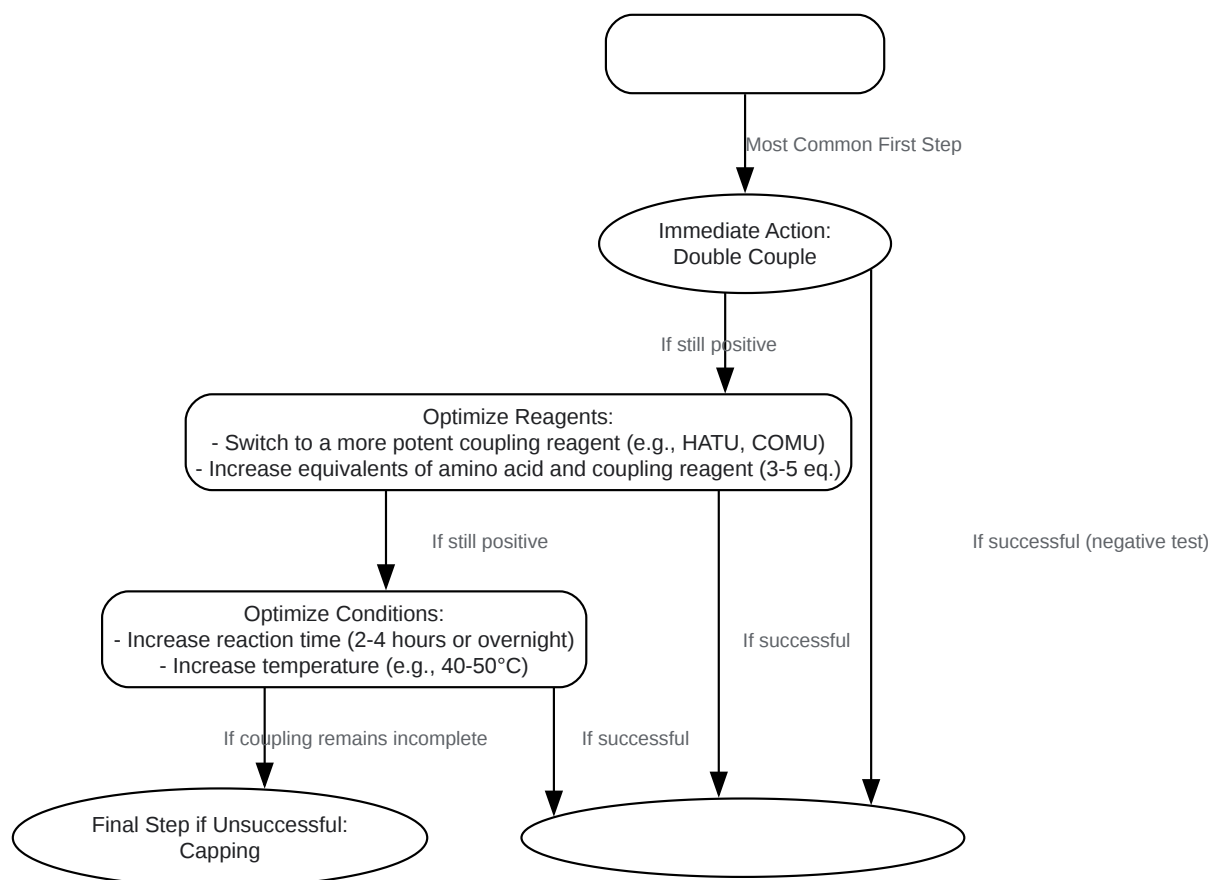 Most Common First Step
Immediate Action:
Double Couple
If still positive
Optimize Reagents:
- Switch to a more potent coupling reagent (e.g., HATU, COMU)
- Increase equivalents of amino acid and coupling reagent (3-5 eq.)
If still positive
If successful (negative test)
Optimize Conditions:
- Increase reaction time (2-4 hours or overnight)
- Increase temperature (e.g., 40-50°C)
If successful
If coupling remains incomplete
If successful
Final Step if Unsuccessful:
Capping